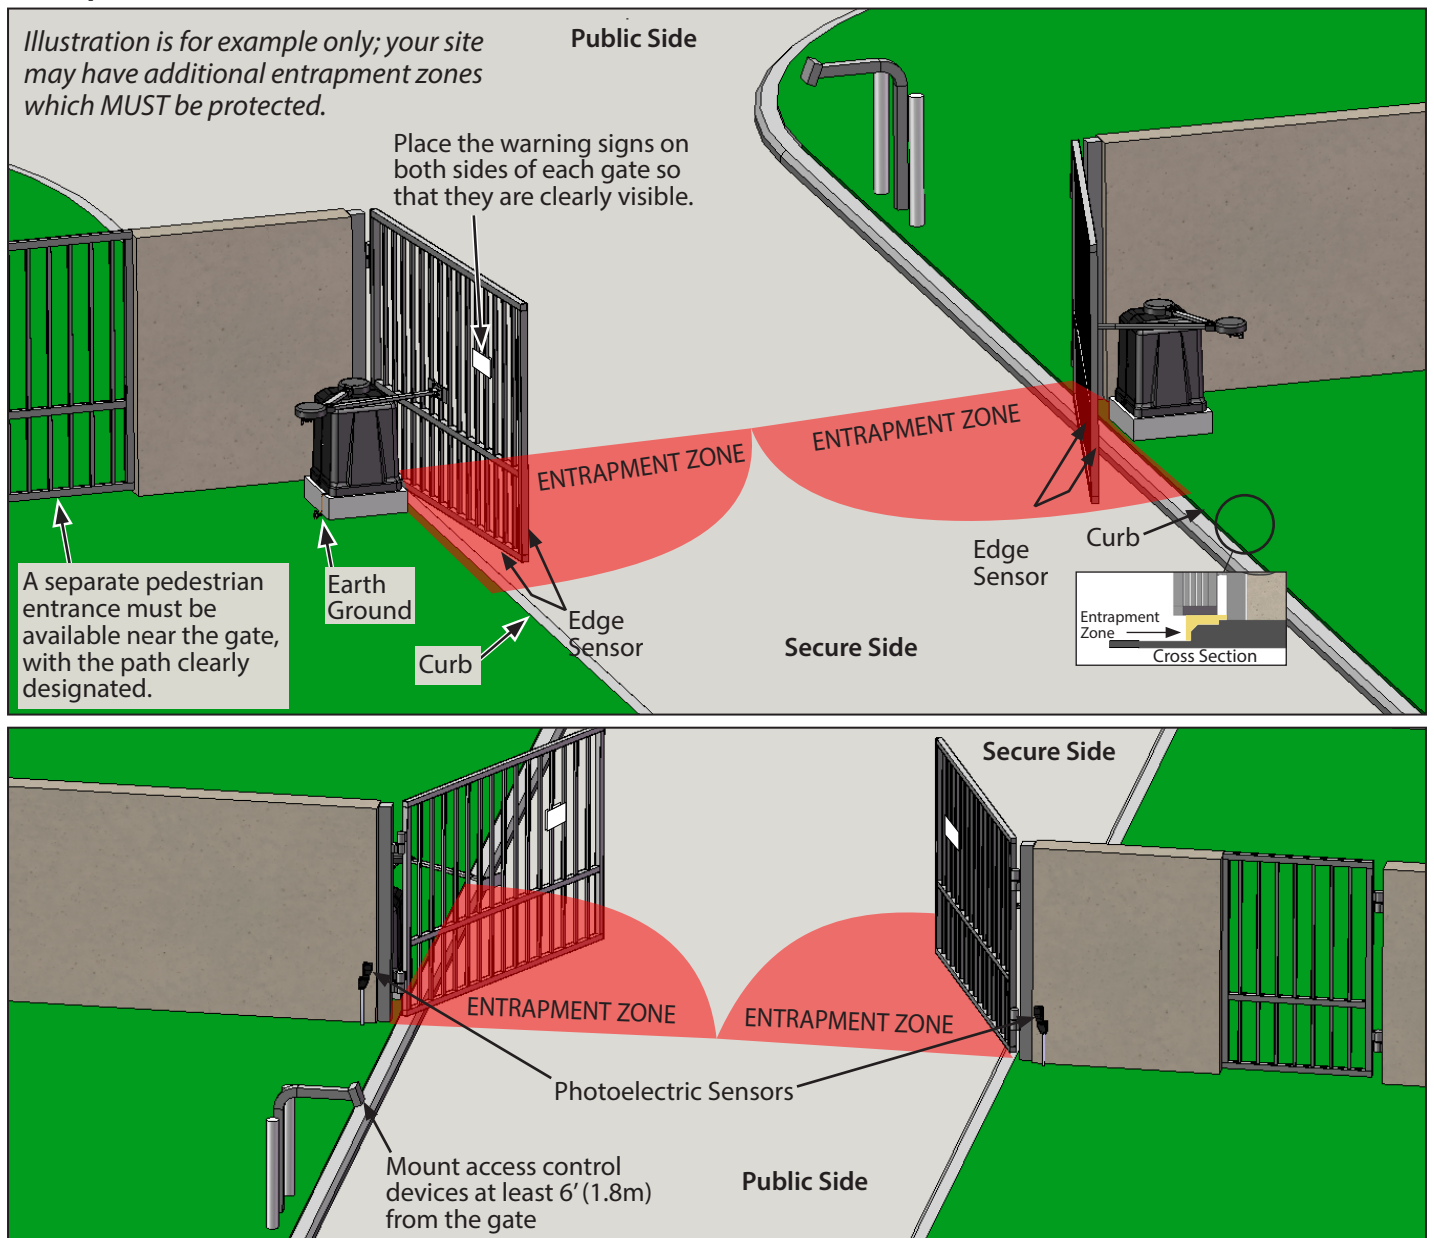 Illustration is for example only; your site
may have additional entrapment zones
which MUST be protected.
Public Side
Place the warning signs on
both sides of each gate so
that they are clearly visible.
ENTRAPMENT ZONE
ENTRAPMENT ZONE
A separate pedestrian
entrance must be
available near the gate,
with the path clearly
designated.
Earth
Ground
Edge
Sensor
Curb
Secure Side
Edge
Sensor
Curb
Entrapment
Zone
Cross Section
Secure Side
ENTRAPMENT ZONE
ENTRAPMENT ZONE
Photoelectric Sensors
Mount access control
devices at least 6’ (1.8m)
from the gate
Public Side